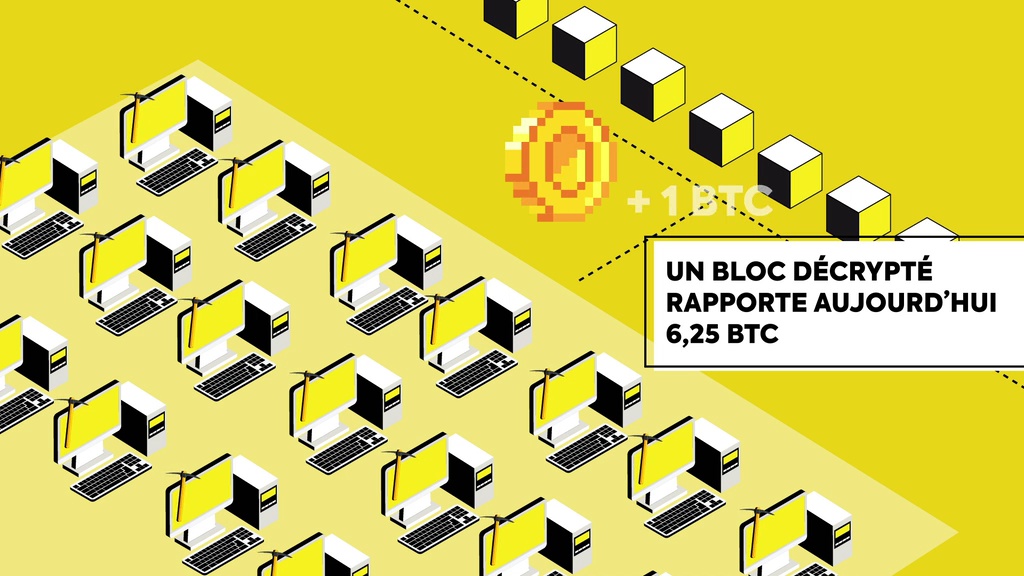 + 1 BTC
UN BLOC DÉCRYPTÉ
RAPPORTE AUJOURD’HUI
6,25 BTC